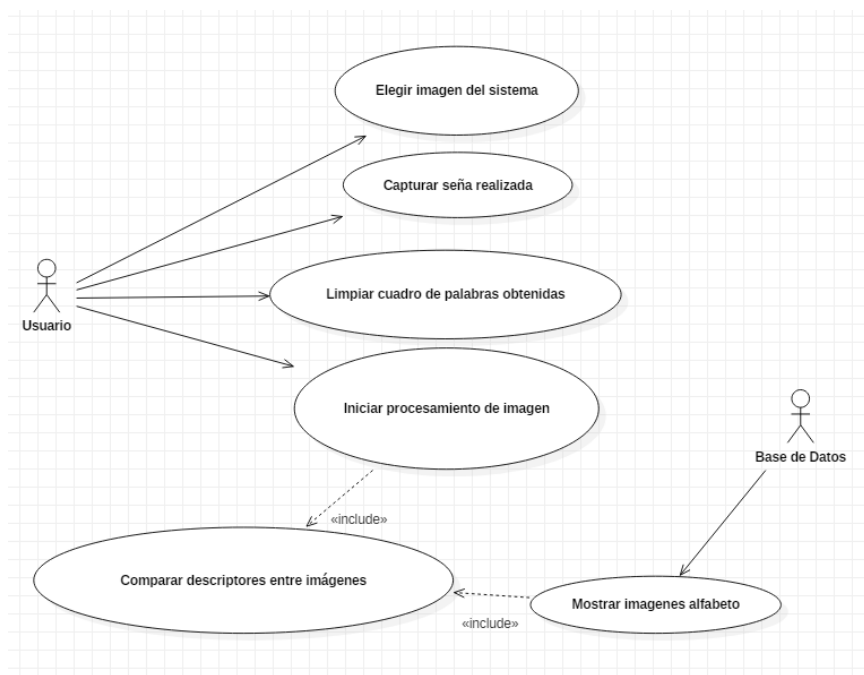 Elegir imagen del sistema
Capturar seña realizada
Limpiar cuadro de palabras obtenidas
Usuario
Iniciar procesamiento de imagen
Base de Datos
«include»
Comparar descriptores entre imágenes
Mostrar imagenes alfabeto
«include»